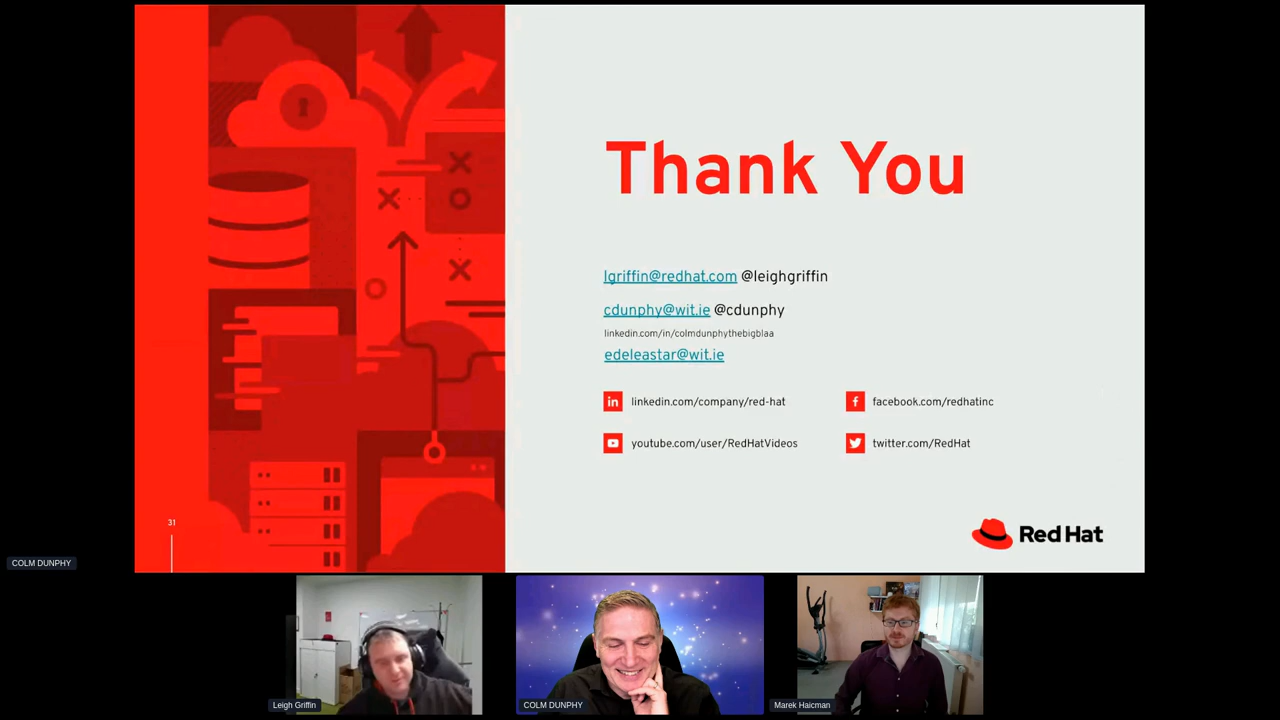 Thank You
lgriffin@redhat.com @leighgriffin
cdunphy@wit.ie @cdunphy
linkedin.com/in/colmdunphythebigblaa
edeleastar@wit.ie
linkedin.com/company/red-hat
facebook.com/redhatinc
youtube.com/user/RedHatVideos
twitter.com/RedHat
31
Red Hat
COLM DUNPHY
Leigh Griffin
COLM DUNPHY
Marek Haicman